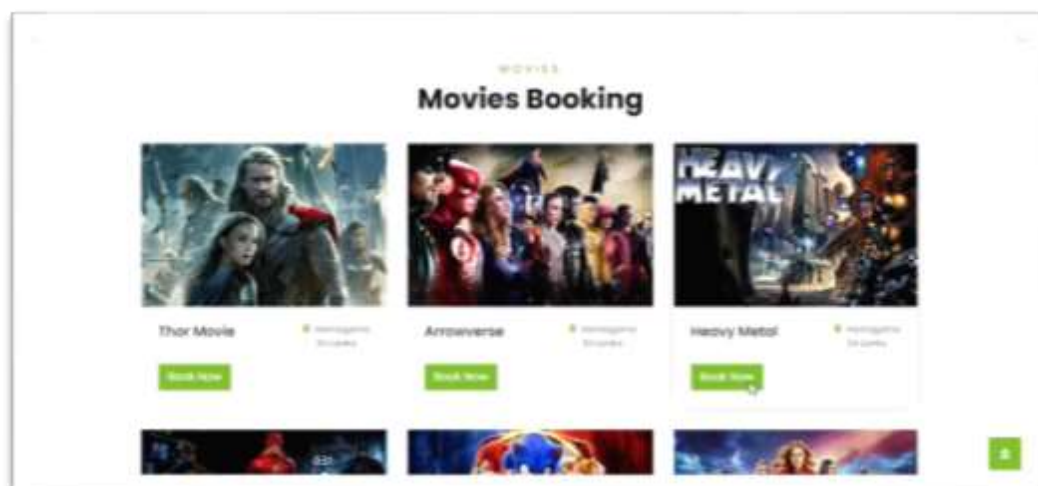 MOVIES
Movies Booking
HEAVY
METAL
Thor Movie
Arrowverse
Heavy Metal
Book Now
Book Now
Book Now